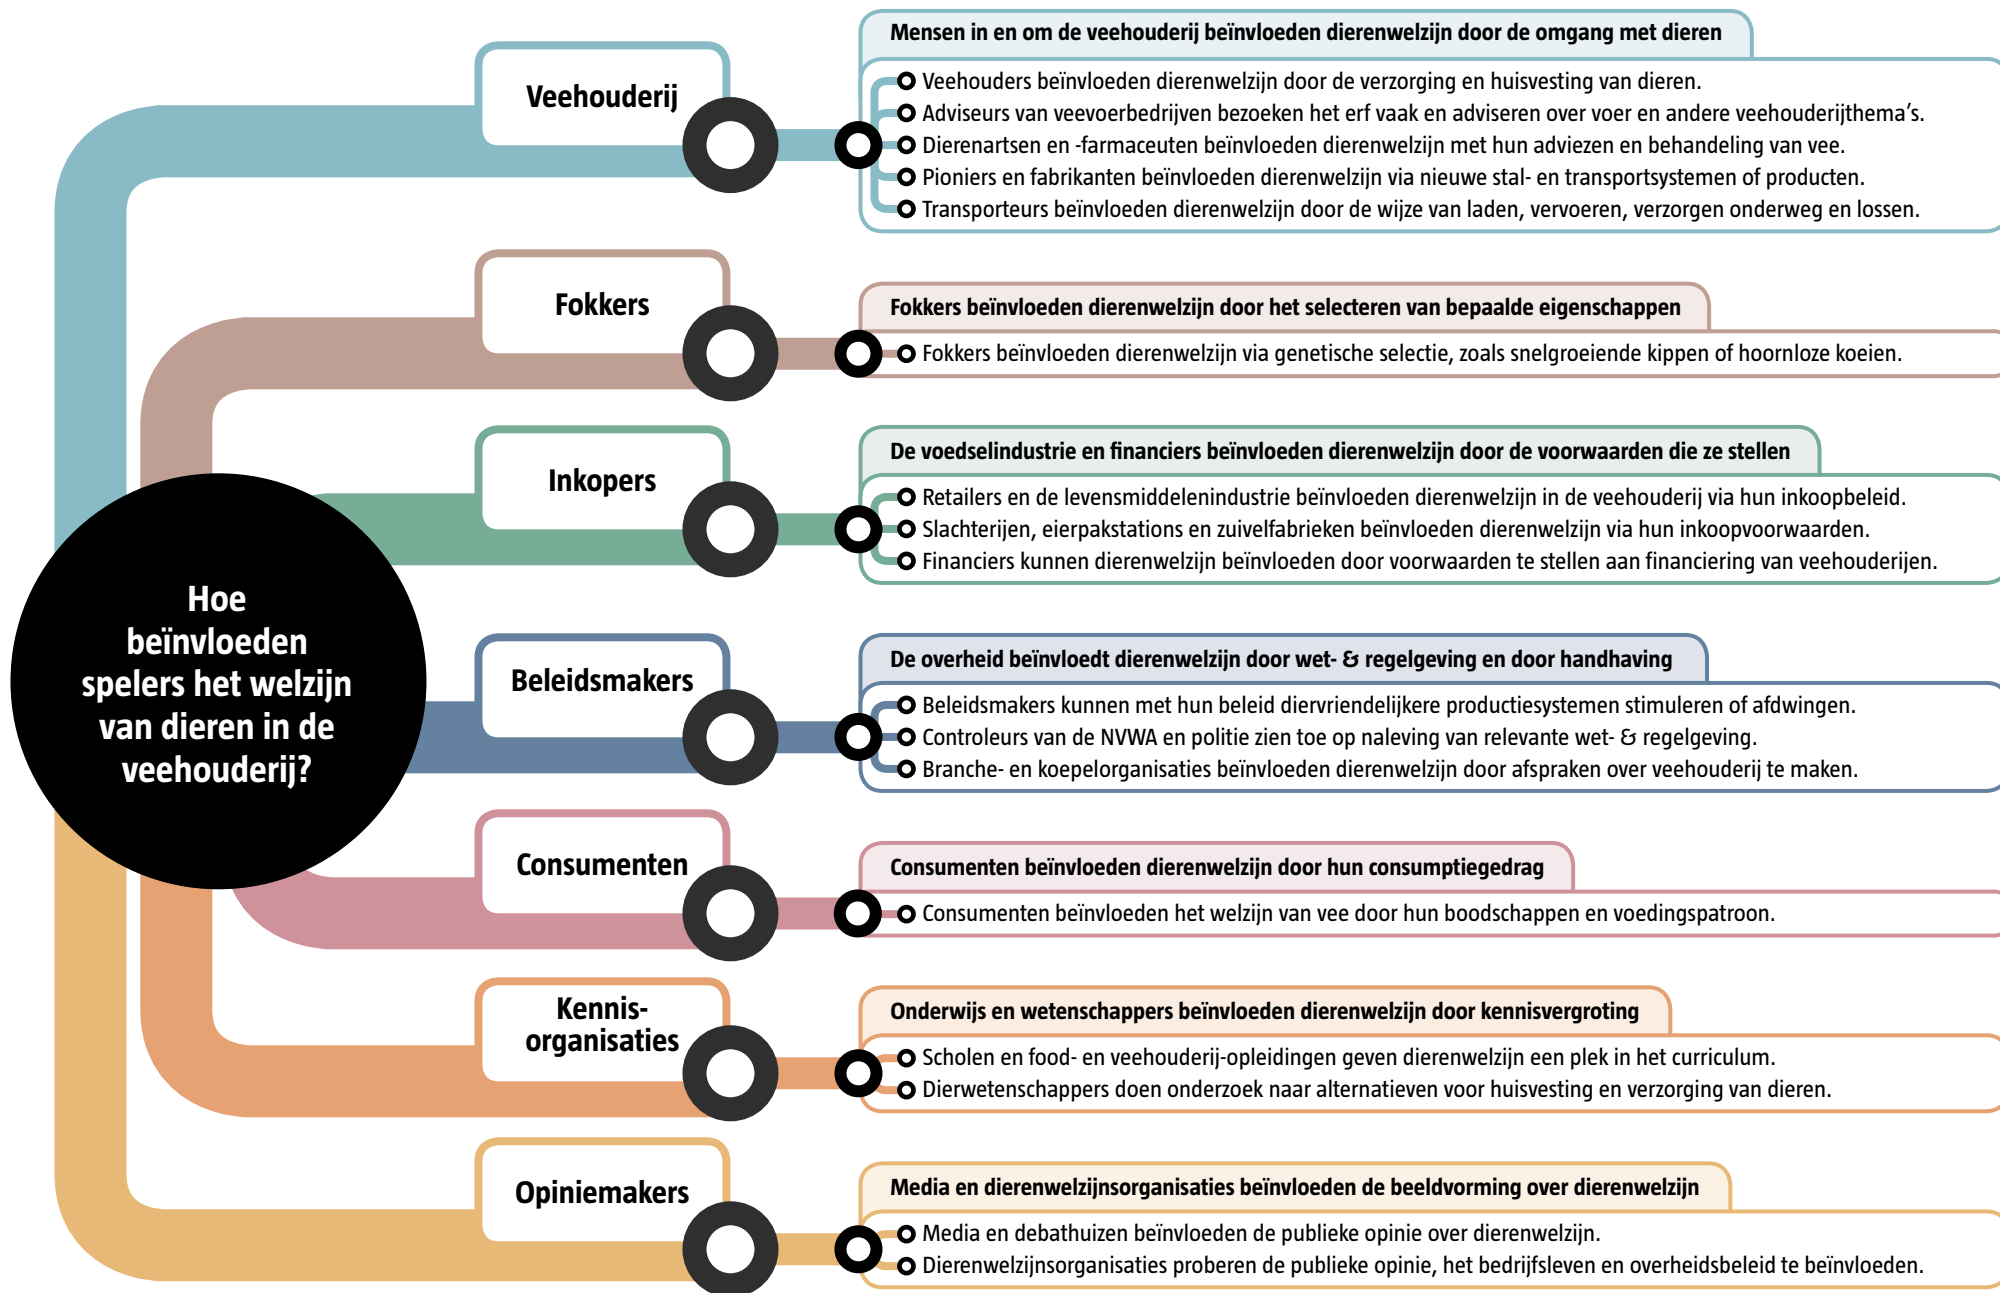 Hoe
beïnvloeden
spelers het welzijn
van dieren in de
veehouderij?
Veehouderij
Mensen in en om de veehouderij beïnvloeden dierenwelzijn door de omgang met dieren
Veehouders beïnvloeden dierenwelzijn door de verzorging en huisvesting van dieren.
Adviseurs van veevoerbedrijven bezoeken het erf vaak en adviseren over voer en andere veehouderijthema's.
Dierenartsen en -farmaceuten beïnvloeden dierenwelzijn met hun adviezen en behandeling van vee.
Pioniers en fabrikanten beïnvloeden dierenwelzijn via nieuwe stal- en transportsystemen of producten.
Transporteurs beïnvloeden dierenwelzijn door de wijze van laden, vervoeren, verzorgen onderweg en lossen.
Fokkers
Fokkers beïnvloeden dierenwelzijn door het selecteren van bepaalde eigenschappen
Fokkers beïnvloeden dierenwelzijn via genetische selectie, zoals snelgroeiende kippen of hoornloze koeien.
Inkopers
De voedselindustrie en financiers beïnvloeden dierenwelzijn door de voorwaarden die ze stellen
Retailers en de levensmiddelenindustrie beïnvloeden dierenwelzijn in de veehouderij via hun inkoopbeleid.
Slachterijen, eierpakstations en zuivelfabrieken beïnvloeden dierenwelzijn via hun inkoopvoorwaarden.
Financiers kunnen dierenwelzijn beïnvloeden door voorwaarden te stellen aan financiering van veehouderijen.
Beleidsmakers
De overheid beïnvloedt dierenwelzijn door wet- & regelgeving en door handhaving
Beleidsmakers kunnen met hun beleid diervriendelijkere productiesystemen stimuleren of afdwingen.
Controleurs van de NVWA en politie zien toe op naleving van relevante wet- & regelgeving.
Branche- en koepelorganisaties beïnvloeden dierenwelzijn door afspraken over veehouderij te maken.
Consumenten
Consumenten beïnvloeden dierenwelzijn door hun consumptiegedrag
Consumenten beïnvloeden het welzijn van vee door hun boodschappen en voedingspatroon.
Kennis-
organisaties
Onderwijs en wetenschappers beïnvloeden dierenwelzijn door kennisvergroting
Scholen en food- en veehouderij-opleidingen geven dierenwelzijn een plek in het curriculum.
Dierwetenschappers doen onderzoek naar alternatieven voor huisvesting en verzorging van dieren.
Opiniemakers
Media en dierenwelzijnsorganisaties beïnvloeden de beeldvorming over dierenwelzijn
Media en debathuizen beïnvloeden de publieke opinie over dierenwelzijn.
Dierenwelzijnsorganisaties proberen de publieke opinie, het bedrijfsleven en overheidsbeleid te beïnvloeden.